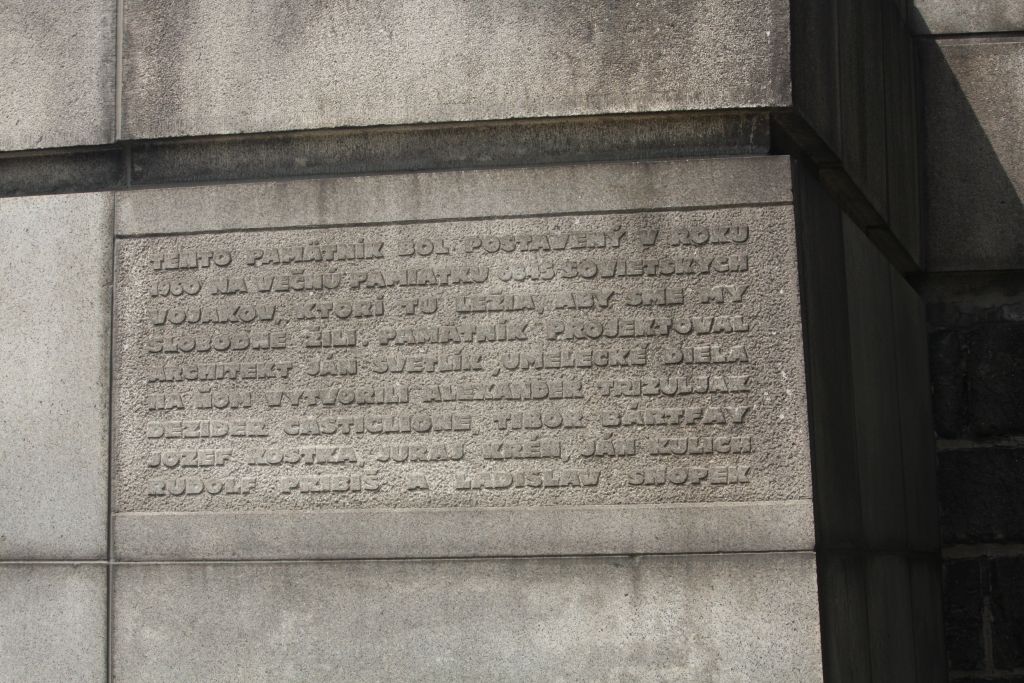 TENTO PAMÄTNÍK BOL POSTAVENÝ V ROKU
1960 NA VEČNÚ PAMIATKU 6845 SOVIETSKYCH
VOJAKOV, KTORÍ TU LEŽIA, ABY SME MY
SLOBODNE ŽILI. PAMÄTNÍK PROJEKTOVAL
ARCHITEKT JÁN SVETLÍK, UMELECKÉ DIELA
NA ŇOM VYTVORILI ALEXANDER TRIZULJAK
DEZIDER CASTIGLIONE TIBOR BÁRTFAY
JOZEF KOSTKA, JURAJ KRÉN, JÁN KULICH
RUDOLF PRIBIŠ A LADISLAV SNOPEK